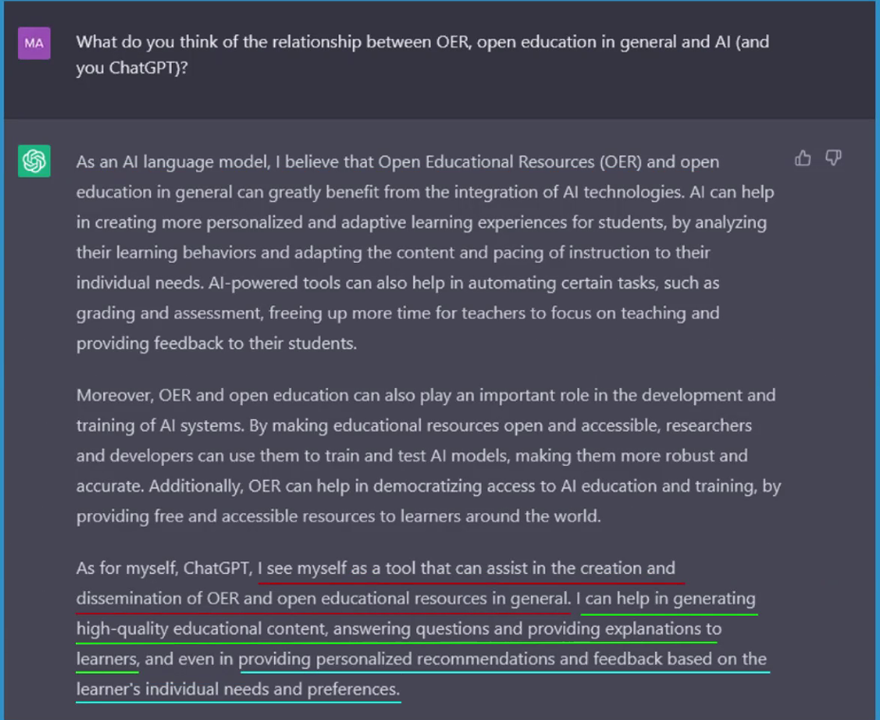 MA
What do you think of the relationship between OER, open education in general and AI (and
you ChatGPT)?
As an AI language model, I believe that Open Educational Resources (OER) and open
education in general can greatly benefit from the integration of AI technologies. AI can help
in creating more personalized and adaptive learning experiences for students, by analyzing
their learning behaviors and adapting the content and pacing of instruction to their
individual needs. AI-powered tools can also help in automating certain tasks, such as
grading and assessment, freeing up more time for teachers to focus on teaching and
providing feedback to their students.
Moreover, OER and open education can also play an important role in the development and
training of AI systems. By making educational resources open and accessible, researchers
and developers can use them to train and test AI models, making them more robust and
accurate. Additionally, OER can help in democratizing access to AI education and training, by
providing free and accessible resources to learners around the world.
As for myself, ChatGPT, I see myself as a tool that can assist in the creation and
dissemination of OER and open educational resources in general. I can help in generating
high-quality educational content, answering questions and providing explanations to
learners, and even in providing personalized recommendations and feedback based on the
learner's individual needs and preferences.